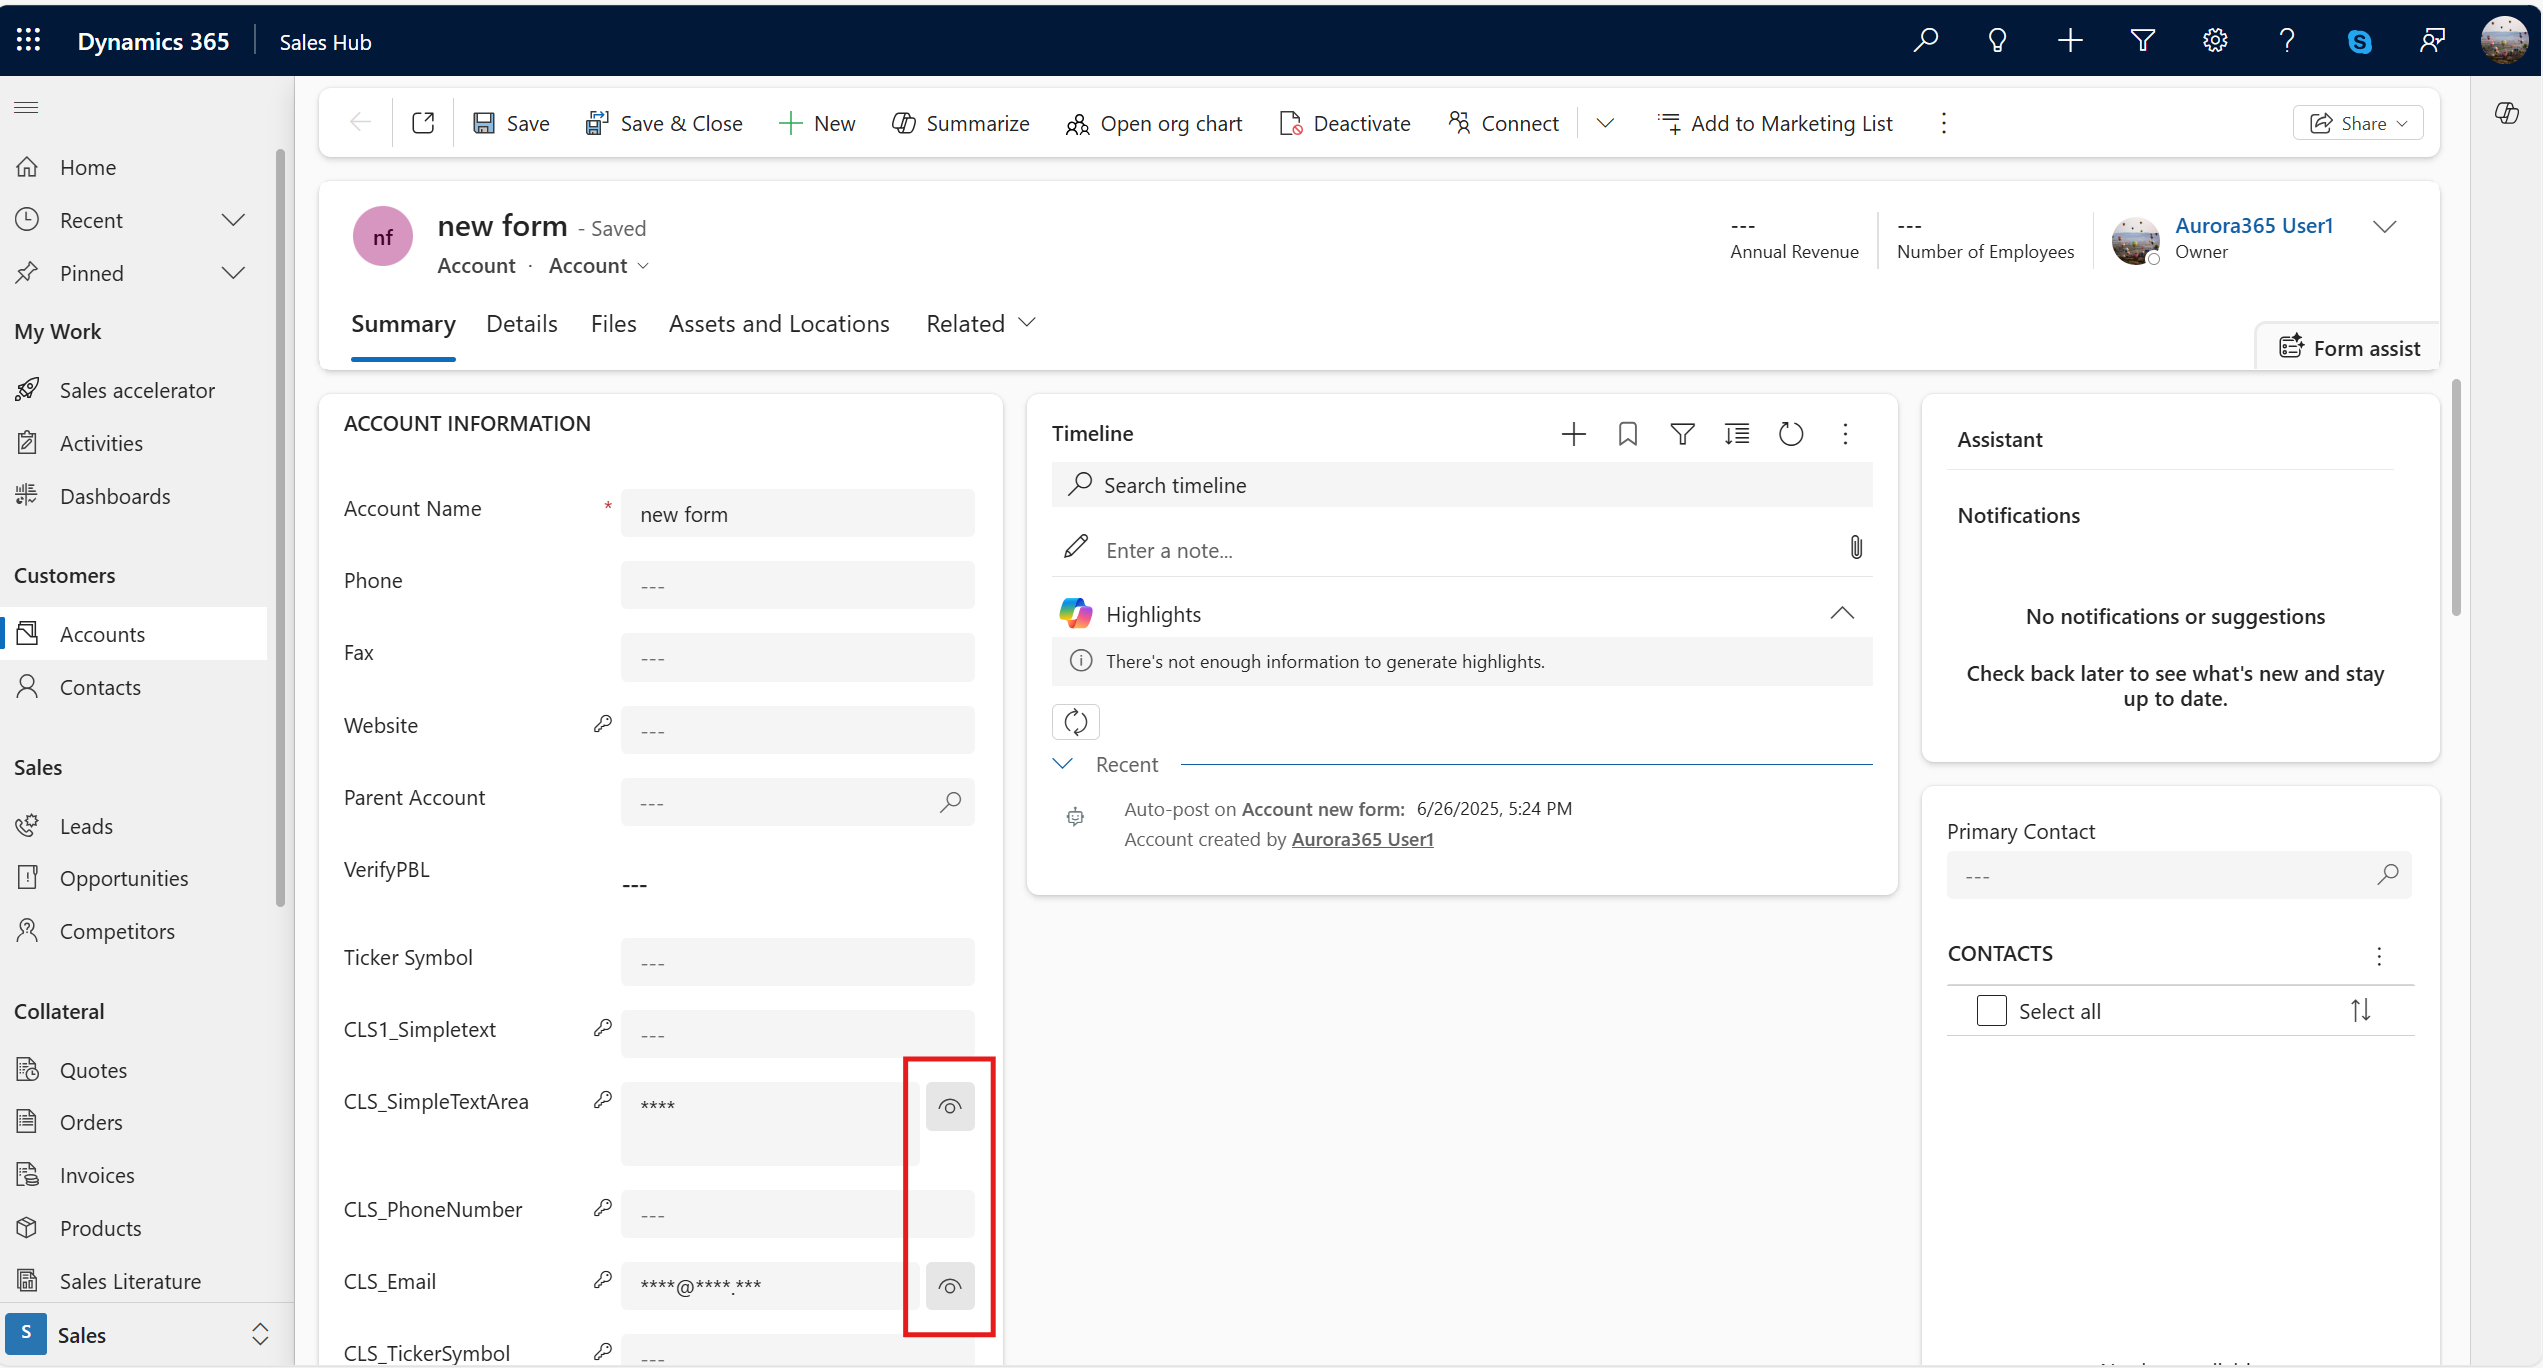 Dynamics 365 Sales Hub
Save Save & Close New Summarize Open org chart Deactivate Connect Add to Marketing List Share
Home
Recent
Pinned
My Work
Sales accelerator
Activities
Dashboards
Customers
Accounts
Contacts
Sales
Leads
Opportunities
Competitors
Collateral
Quotes
Orders
Invoices
Products
Sales Literature
S Sales
nf
new form - Saved
Account · Account
---
Annual Revenue
---
Number of Employees
Aurora365 User1
Owner
Summary Details Files Assets and Locations Related
Form assist
ACCOUNT INFORMATION
Account Name * new form
Phone ---
Fax ---
Website ---
Parent Account ---
VerifyPBL ---
Ticker Symbol ---
CLS1_Simpletext ---
CLS_SimpleTextArea ****
CLS_PhoneNumber ---
CLS_Email ****@****.***
CLS_TickerSymbol ---
Timeline
Search timeline
Enter a note...
Highlights
There's not enough information to generate highlights.
Recent
Auto-post on Account new form: 6/26/2025, 5:24 PM
Account created by Aurora365 User1
Assistant
Notifications
No notifications or suggestions
Check back later to see what's new and stay
up to date.
Primary Contact
---
CONTACTS
Select all